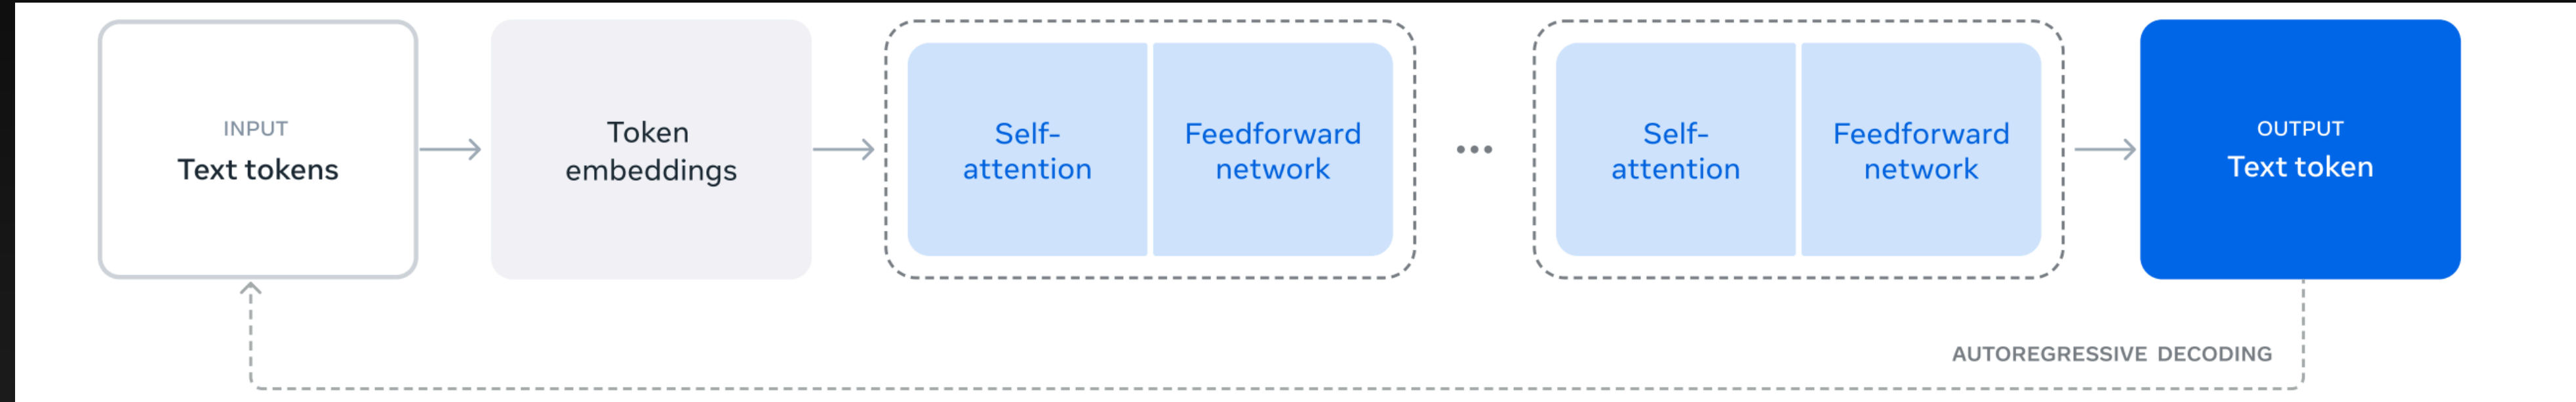 INPUT
Text tokens
Token
embeddings
Self-
attention
Feedforward
network
Self-
attention
Feedforward
network
OUTPUT
Text token
AUTOREGRESSIVE DECODING